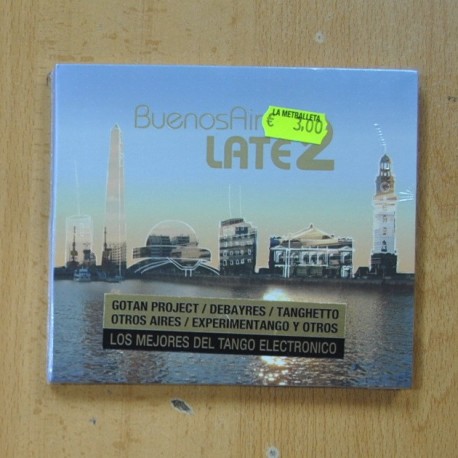 BuenosAir
LATE 2
LA METRALLETA
€ 3,00
GOTAN PROJECT / DEBAYRES / TANGHETTO
OTROS AIRES / EXPERIMENTANGO Y OTROS
LOS MEJORES DEL TANGO ELECTRONICO